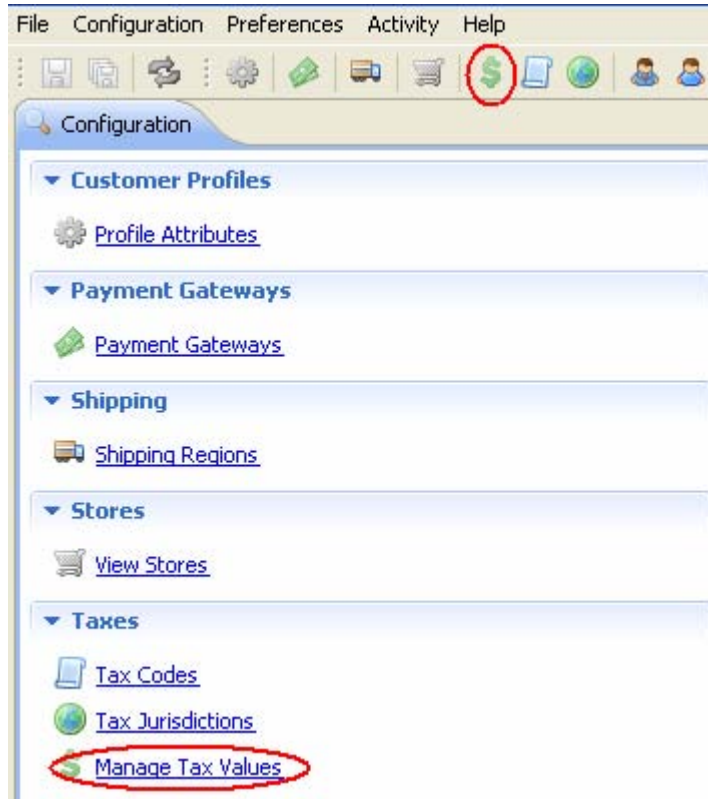 File Configuration Preferences Activity Help
Configuration
Customer Profiles
Profile Attributes
Payment Gateways
Payment Gateways
Shipping
Shipping Regions
Stores
View Stores
Taxes
Tax Codes
Tax Jurisdictions
Manage Tax Values